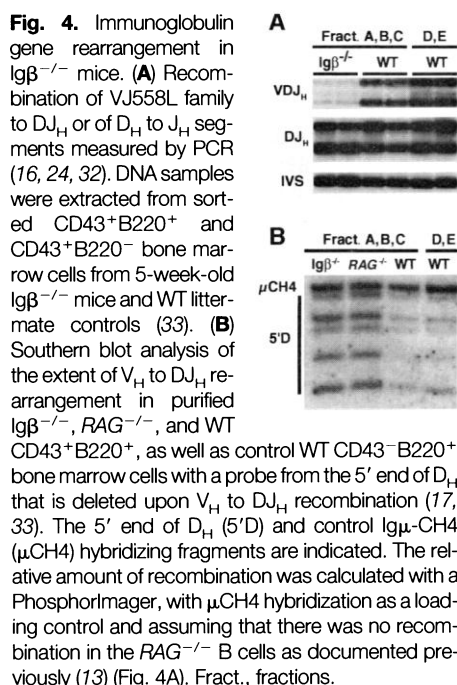 Fig. 4. Immunoglobulin
gene rearrangement in
Igβ⁻/⁻ mice. (A) Recom-
bination of VJ558L family
to DJH or of DH to JH seg-
ments measured by PCR
(16, 24, 32). DNA samples
were extracted from sort-
ed CD43⁺B220⁺ and
CD43⁺B220⁻ bone mar-
row cells from 5-week-old
Igβ⁻/⁻ mice and WT litter-
mate controls (33). (B)
Southern blot analysis of
the extent of VH to DJH re-
arrangement in purified
Igβ⁻/⁻, RAG⁻/⁻, and WT
CD43⁺B220⁺, as well as control WT CD43⁻B220⁺
bone marrow cells with a probe from the 5′ end of DH
that is deleted upon VH to DJH recombination (17,
33). The 5′ end of DH (5′D) and control Igμ-CH4
(μCH4) hybridizing fragments are indicated. The rel-
ative amount of recombination was calculated with a
PhosphorImager, with μCH4 hybridization as a load-
ing control and assuming that there was no recom-
bination in the RAG⁻/⁻ B cells as documented pre-
viously (13) (Fig. 4A). Fract., fractions.
A
Fract. A,B,C D,E
Igβ⁻/⁻ WT WT
VDJH
DJH
IVS
B
Fract. A,B,C D,E
Igβ⁻/⁻ RAG⁻/⁻ WT WT
μCH4
5′D